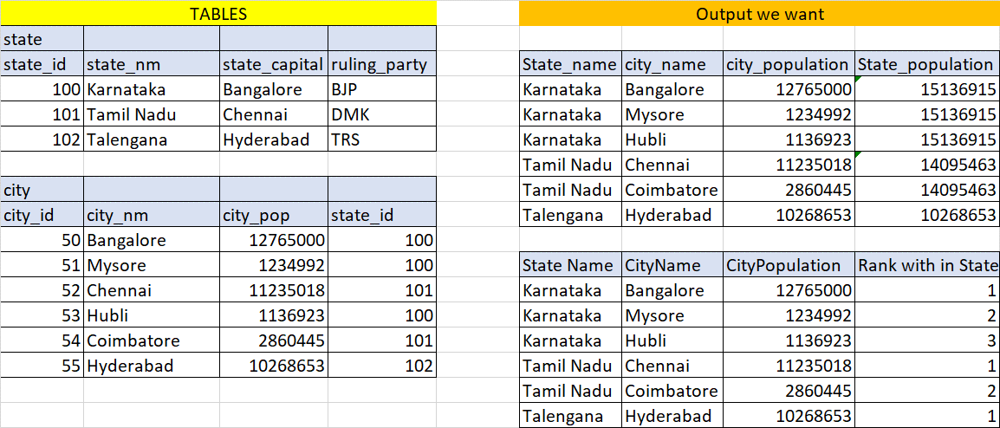 TABLES
state
state_id state_nm state_capital ruling_party
100 Karnataka Bangalore BJP
101 Tamil Nadu Chennai DMK
102 Talengana Hyderabad TRS
city
city_id city_nm city_pop state_id
50 Bangalore 12765000 100
51 Mysore 1234992 100
52 Chennai 11235018 101
53 Hubli 1136923 100
54 Coimbatore 2860445 101
55 Hyderabad 10268653 102
Output we want
State_name city_name city_population State_population
Karnataka Bangalore 12765000 15136915
Karnataka Mysore 1234992 15136915
Karnataka Hubli 1136923 15136915
Tamil Nadu Chennai 11235018 14095463
Tamil Nadu Coimbatore 2860445 14095463
Talengana Hyderabad 10268653 10268653
State Name CityName CityPopulation Rank with in State
Karnataka Bangalore 12765000 1
Karnataka Mysore 1234992 2
Karnataka Hubli 1136923 3
Tamil Nadu Chennai 11235018 1
Tamil Nadu Coimbatore 2860445 2
Talengana Hyderabad 10268653 1